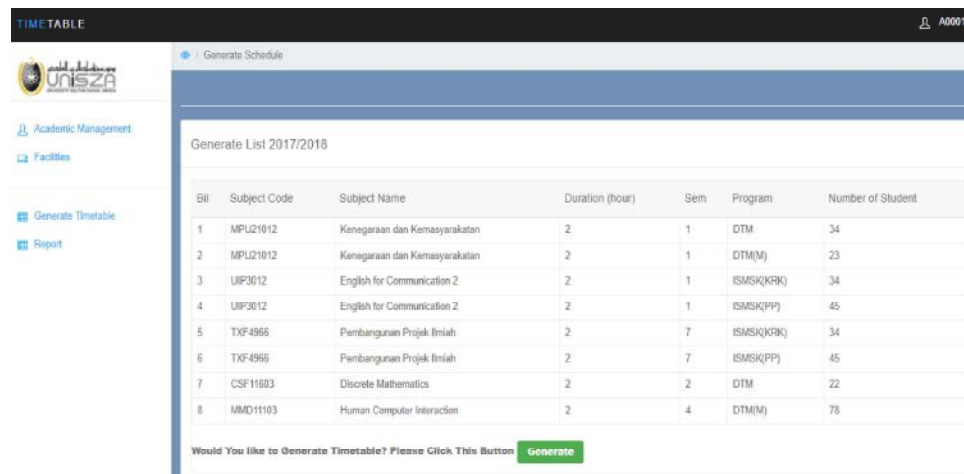 TIMETABLE
A0001
Generate Schedule
UniSZA
Academic Management
Facilities
Generate Timetable
Report
Generate List 2017/2018
Bil Subject Code Subject Name Duration (hour) Sem Program Number of Student
1 MPU21012 Kenegaraan dan Kemasyarakatan 2 1 DTM 34
2 MPU21012 Kenegaraan dan Kemasyarakatan 2 1 DTM(M) 23
3 UIP3012 English for Communication 2 2 1 ISMSK(KRK) 34
4 UIP3012 English for Communication 2 2 1 ISMSK(PP) 45
5 TXF4966 Pembangunan Projek Ilmiah 2 7 ISMSK(KRK) 34
6 TXF4966 Pembangunan Projek Ilmiah 2 7 ISMSK(PP) 45
7 CSF11603 Discrete Mathematics 2 2 DTM 22
8 MMD11103 Human Computer Interaction 2 4 DTM(M) 78
Would You like to Generate Timetable? Please Click This Button Generate